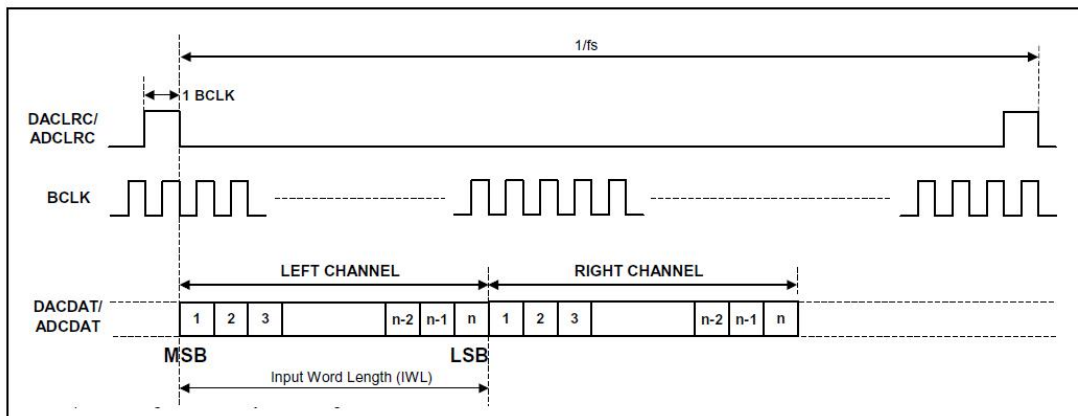 1/fs
1 BCLK
DACLRC/
ADCLRC
BCLK
LEFT CHANNEL
RIGHT CHANNEL
DACDAT/
ADCDAT
1 2 3 n-2 n-1 n 1 2 3 n-2 n-1 n
MSB
LSB
Input Word Length (IWL)